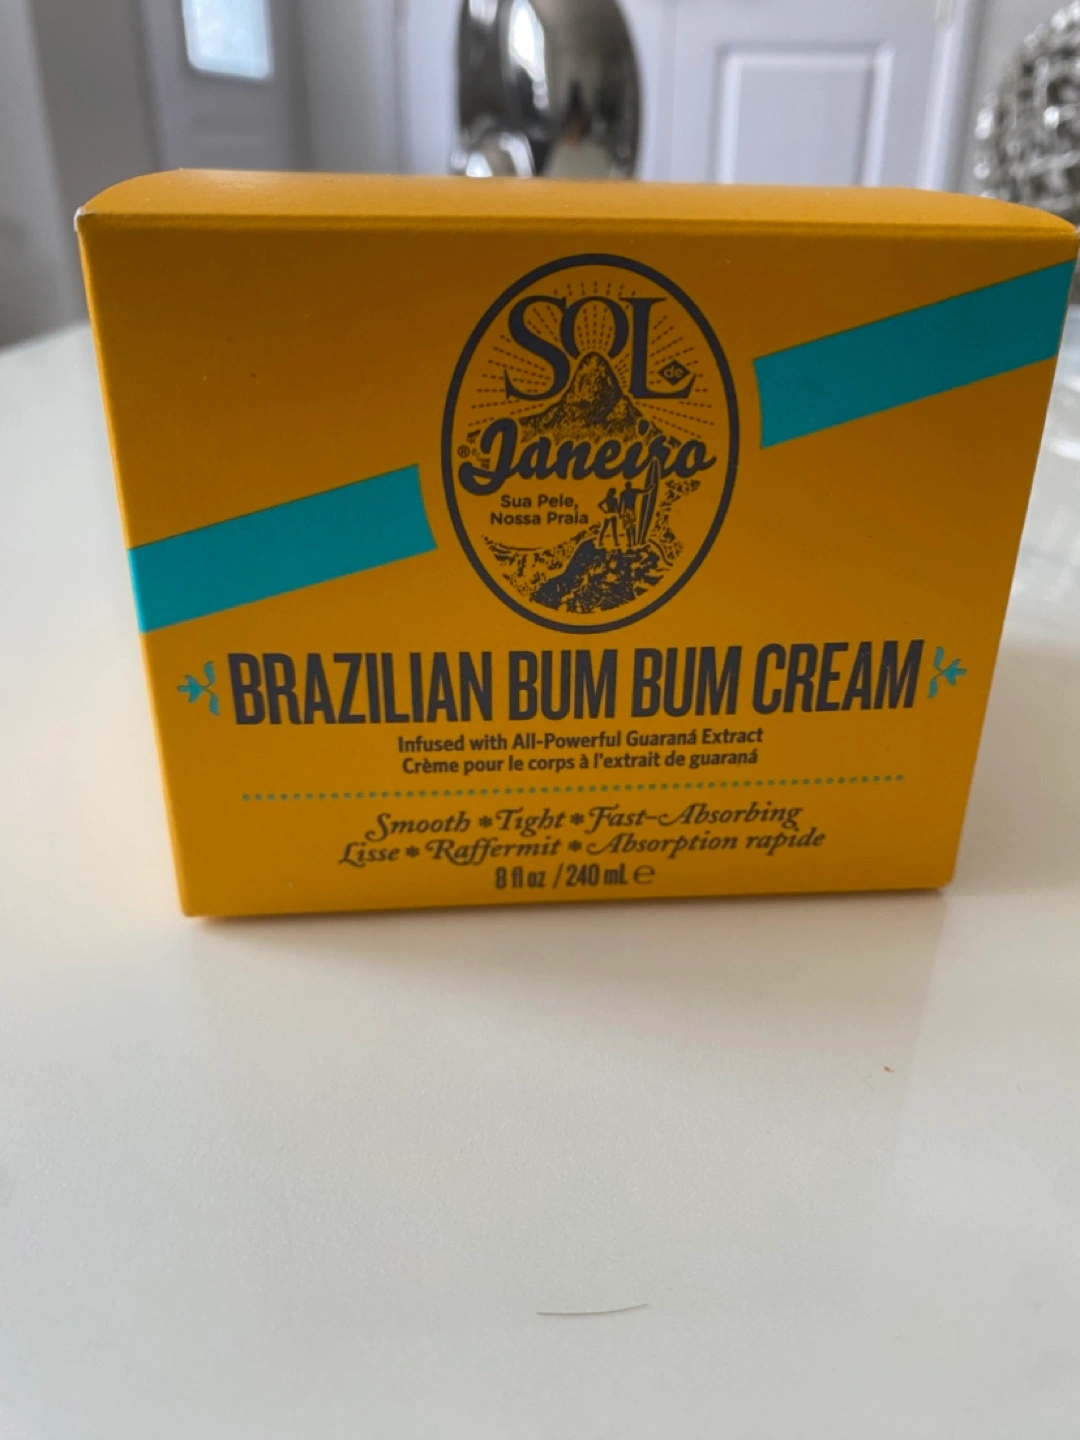 SOL
de
Janeiro
®
Sua Pele,
Nossa Praia
BRAZILIAN BUM BUM CREAM
Infused with All-Powerful Guaraná Extract
Crème pour le corps à l'extrait de guaraná
Smooth * Tight * Fast-Absorbing
Lisse * Raffermit * Absorption rapide
8 fl oz / 240 mL ℮